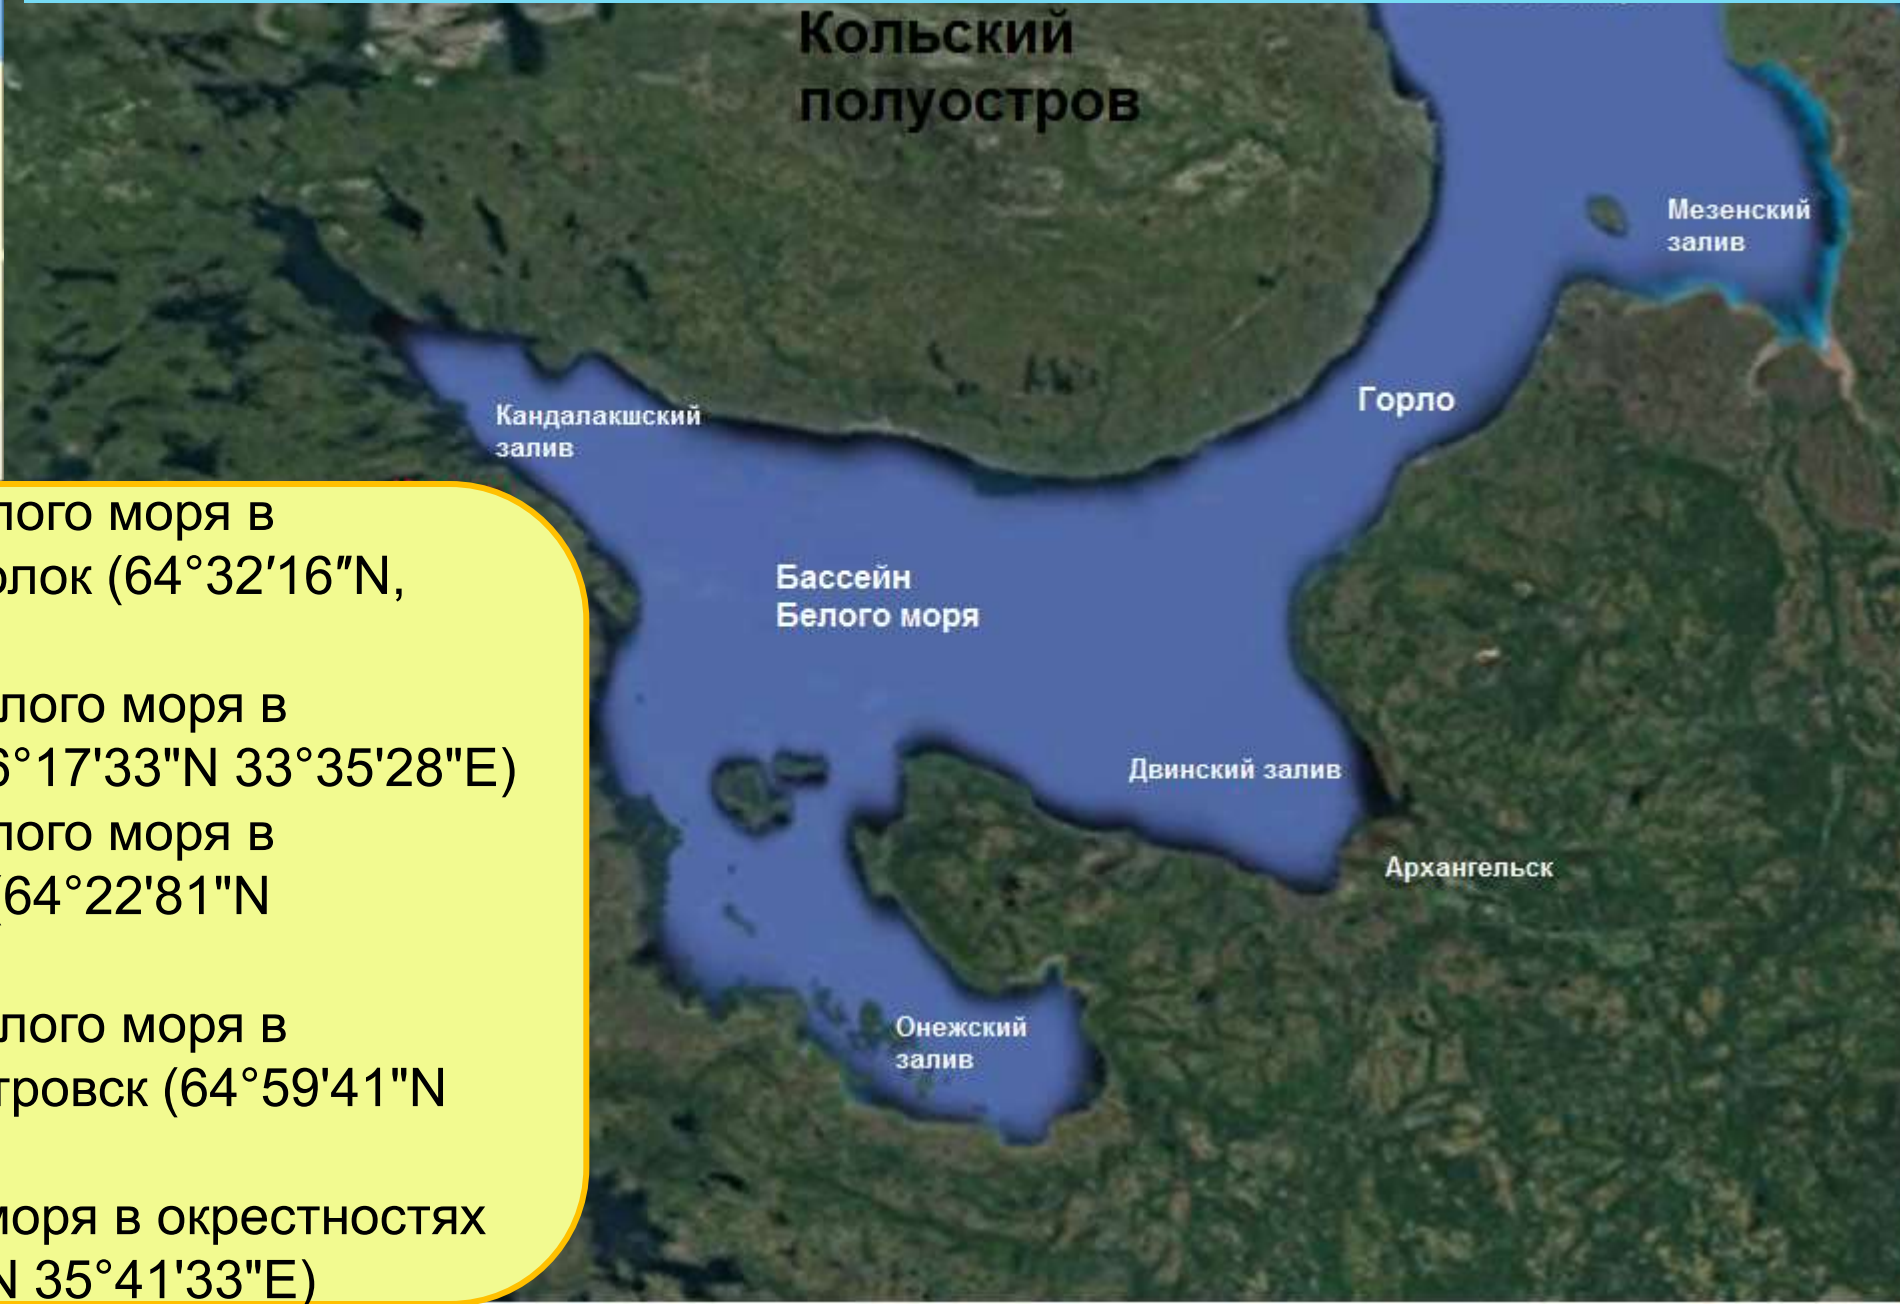 Кольский
полуостров
Мезенский
залив
Горло
Кандалакшский
залив
Бассейн
Белого моря
Двинский залив
Архангельск
Онежский
залив
лого моря в
рлок (64°32′16″N,
лого моря в
6°17'33"N 33°35'28"E)
лого моря в
(64°22'81"N
лого моря в
тровск (64°59'41"N
моря в окрестностях
N 35°41'33"E)